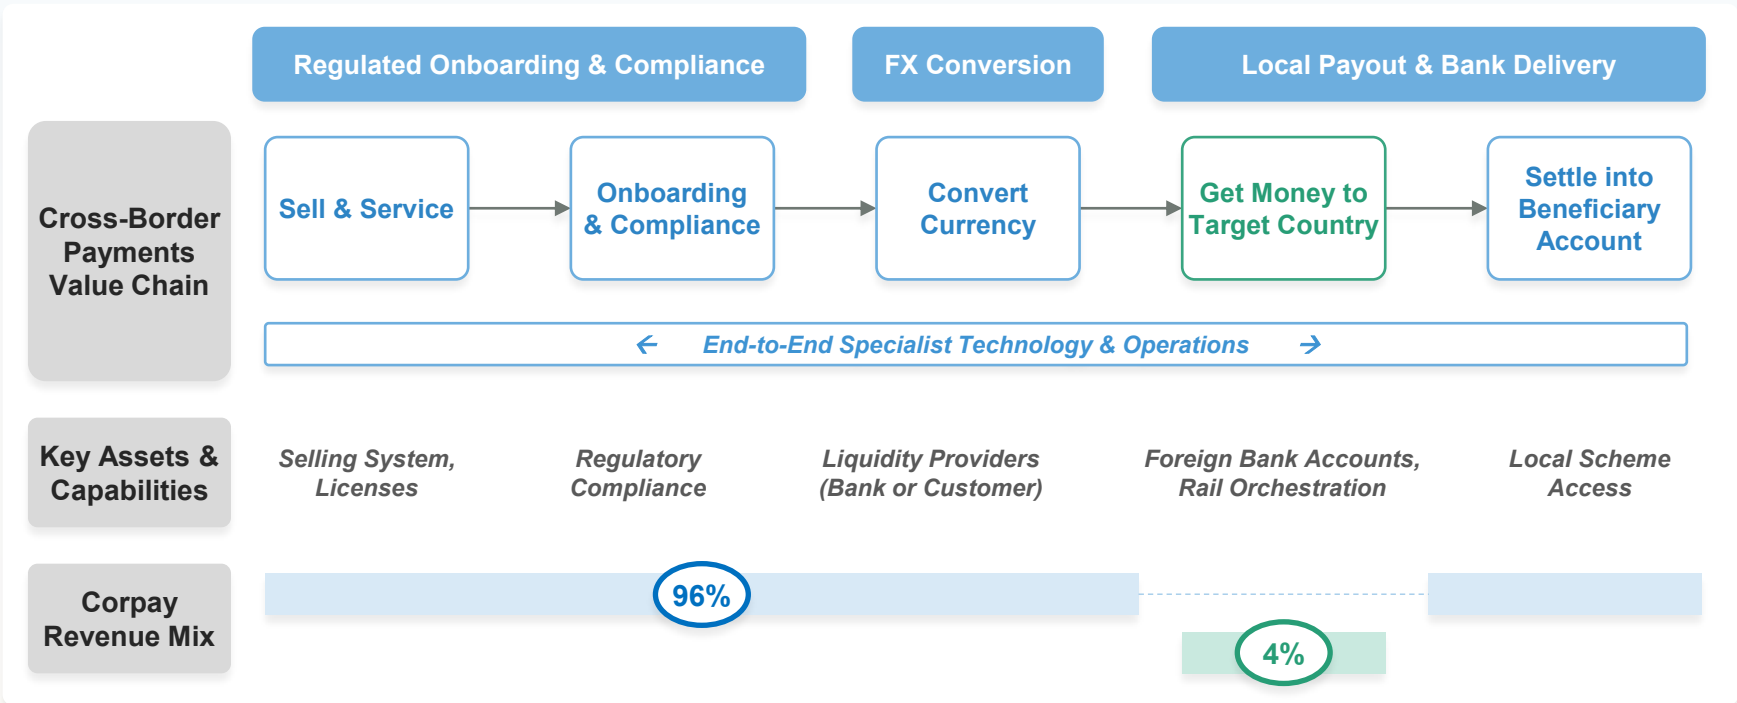 Regulated Onboarding & Compliance
FX Conversion
Local Payout & Bank Delivery
Cross-Border
Payments
Value Chain
Sell & Service
Onboarding
& Compliance
Convert
Currency
Get Money to
Target Country
Settle into
Beneficiary
Account
← End-to-End Specialist Technology & Operations →
Key Assets &
Capabilities
Selling System,
Licenses
Regulatory
Compliance
Liquidity Providers
(Bank or Customer)
Foreign Bank Accounts,
Rail Orchestration
Local Scheme
Access
Corpay
Revenue Mix
96%
4%